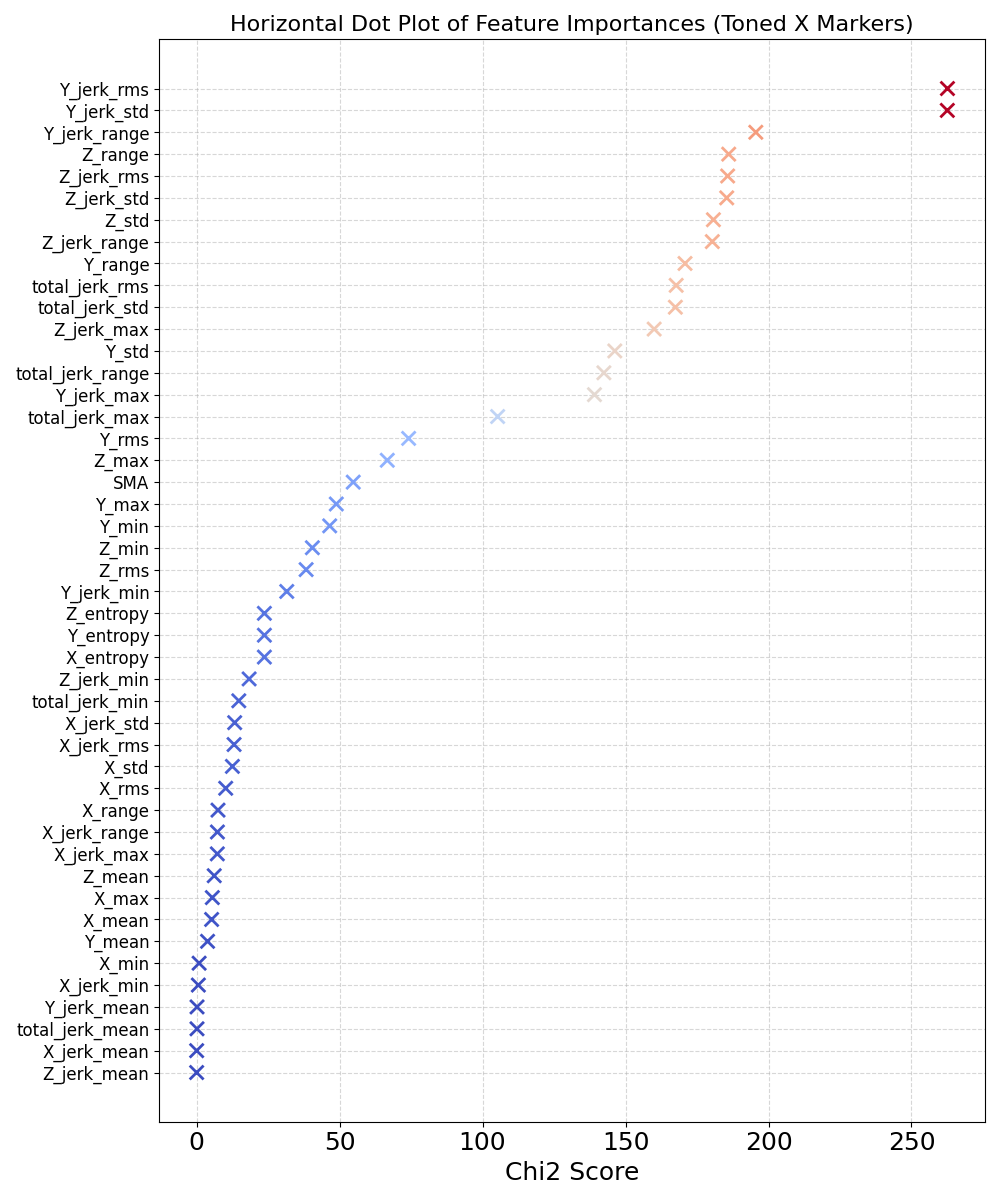 Horizontal Dot Plot of Feature Importances (Toned X Markers)
Y_jerk_rms
Y_jerk_std
Y_jerk_range
Z_range
Z_jerk_rms
Z_jerk_std
Z_std
Z_jerk_range
Y_range
total_jerk_rms
total_jerk_std
Z_jerk_max
Y_std
total_jerk_range
Y_jerk_max
total_jerk_max
Y_rms
Z_max
SMA
Y_max
Y_min
Z_min
Z_rms
Y_jerk_min
Z_entropy
Y_entropy
X_entropy
Z_jerk_min
total_jerk_min
X_jerk_std
X_jerk_rms
X_std
X_rms
X_range
X_jerk_range
X_jerk_max
Z_mean
X_max
X_mean
Y_mean
X_min
X_jerk_min
Y_jerk_mean
total_jerk_mean
X_jerk_mean
Z_jerk_mean
0 50 100 150 200 250
Chi2 Score